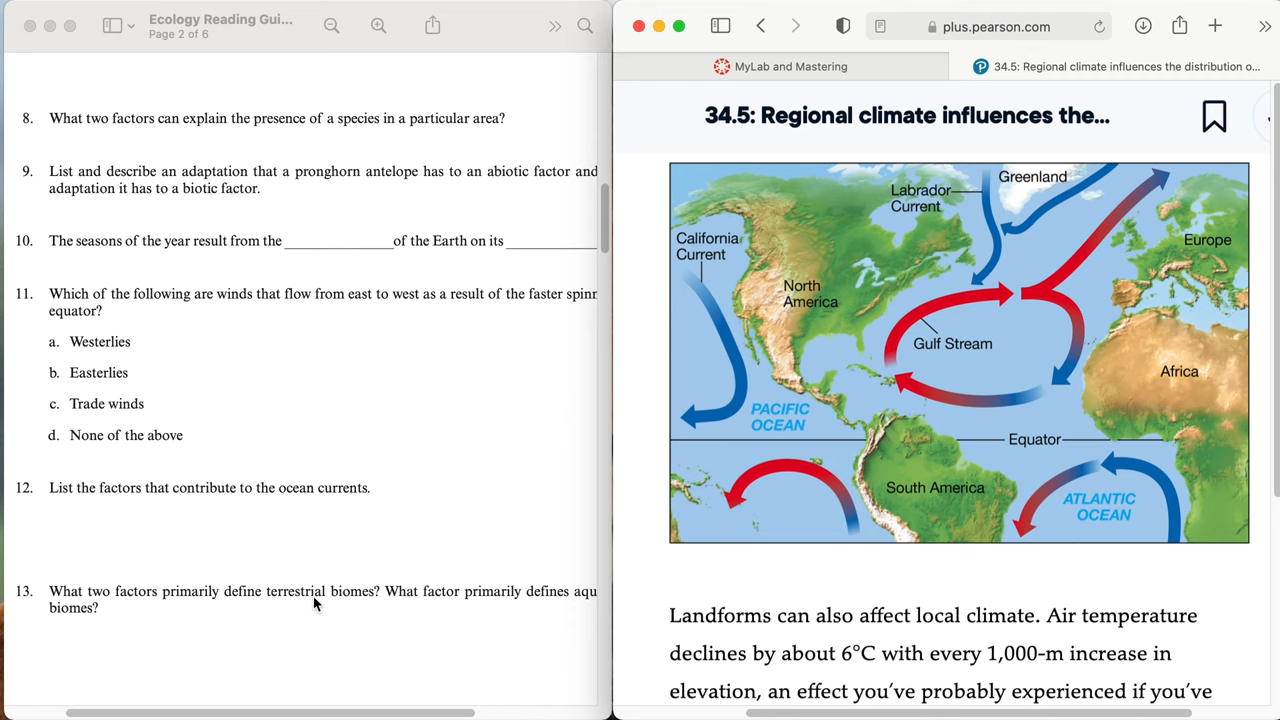 Ecology Reading Gui...
Page 2 of 6
8. What two factors can explain the presence of a species in a particular area?
9. List and describe an adaptation that a pronghorn antelope has to an abiotic factor and
adaptation it has to a biotic factor.
10. The seasons of the year result from the ______________ of the Earth on its ____________
11. Which of the following are winds that flow from east to west as a result of the faster spinn
equator?
a. Westerlies
b. Easterlies
c. Trade winds
d. None of the above
12. List the factors that contribute to the ocean currents.
13. What two factors primarily define terrestrial biomes? What factor primarily defines aqu
biomes?
plus.pearson.com
MyLab and Mastering
34.5: Regional climate influences the distribution o...
34.5: Regional climate influences the...
Greenland
Labrador
Current
California
Current
Europe
North
America
Gulf Stream
Africa
PACIFIC
OCEAN
Equator
South America
ATLANTIC
OCEAN
Landforms can also affect local climate. Air temperature
declines by about 6°C with every 1,000-m increase in
elevation, an effect you've probably experienced if you've